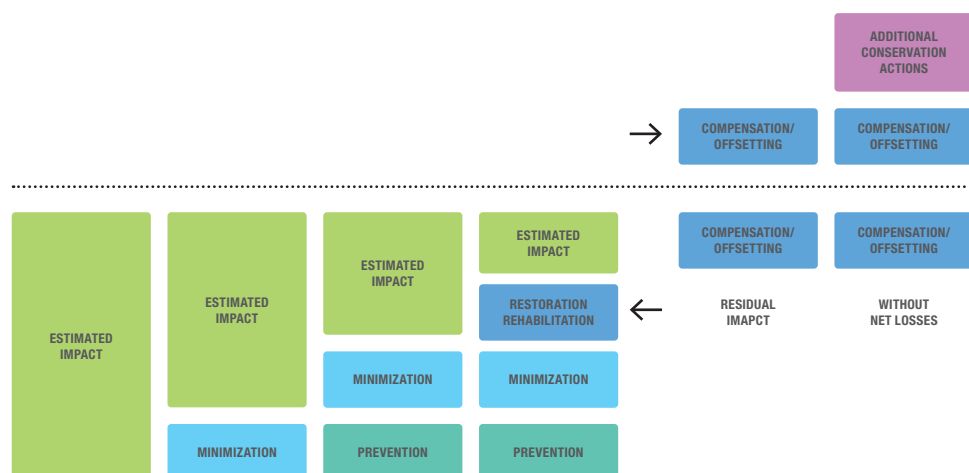 ADDITIONAL
CONSERVATION
ACTIONS
COMPENSATION/
OFFSETTING
COMPENSATION/
OFFSETTING
ESTIMATED
IMPACT
ESTIMATED
IMPACT
MINIMIZATION
ESTIMATED
IMPACT
MINIMIZATION
PREVENTION
ESTIMATED
IMPACT
RESTORATION
REHABILITATION
MINIMIZATION
PREVENTION
COMPENSATION/
OFFSETTING
RESIDUAL
IMAPCT
COMPENSATION/
OFFSETTING
WITHOUT
NET LOSSES